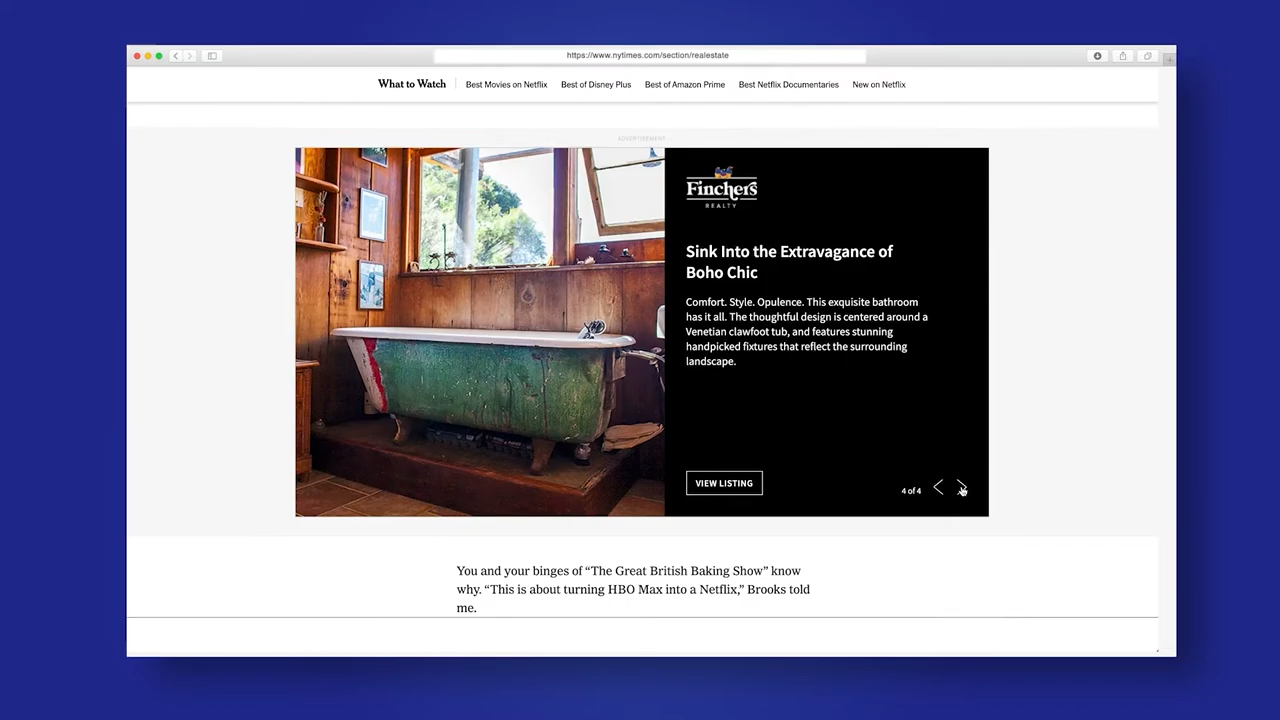 https://www.nytimes.com/section/realestate
What to Watch
Best Movies on Netflix
Best of Disney Plus
Best of Amazon Prime
Best Netflix Documentaries
New on Netflix
ADVERTISEMENT
Finchers
REALTY
Sink Into the Extravagance of
Boho Chic
Comfort. Style. Opulence. This exquisite bathroom
has it all. The thoughtful design is centered around a
Venetian clawfoot tub, and features stunning
handpicked fixtures that reflect the surrounding
landscape.
VIEW LISTING
4 of 4
You and your binges of “The Great British Baking Show” know
why. “This is about turning HBO Max into a Netflix,” Brooks told
me.